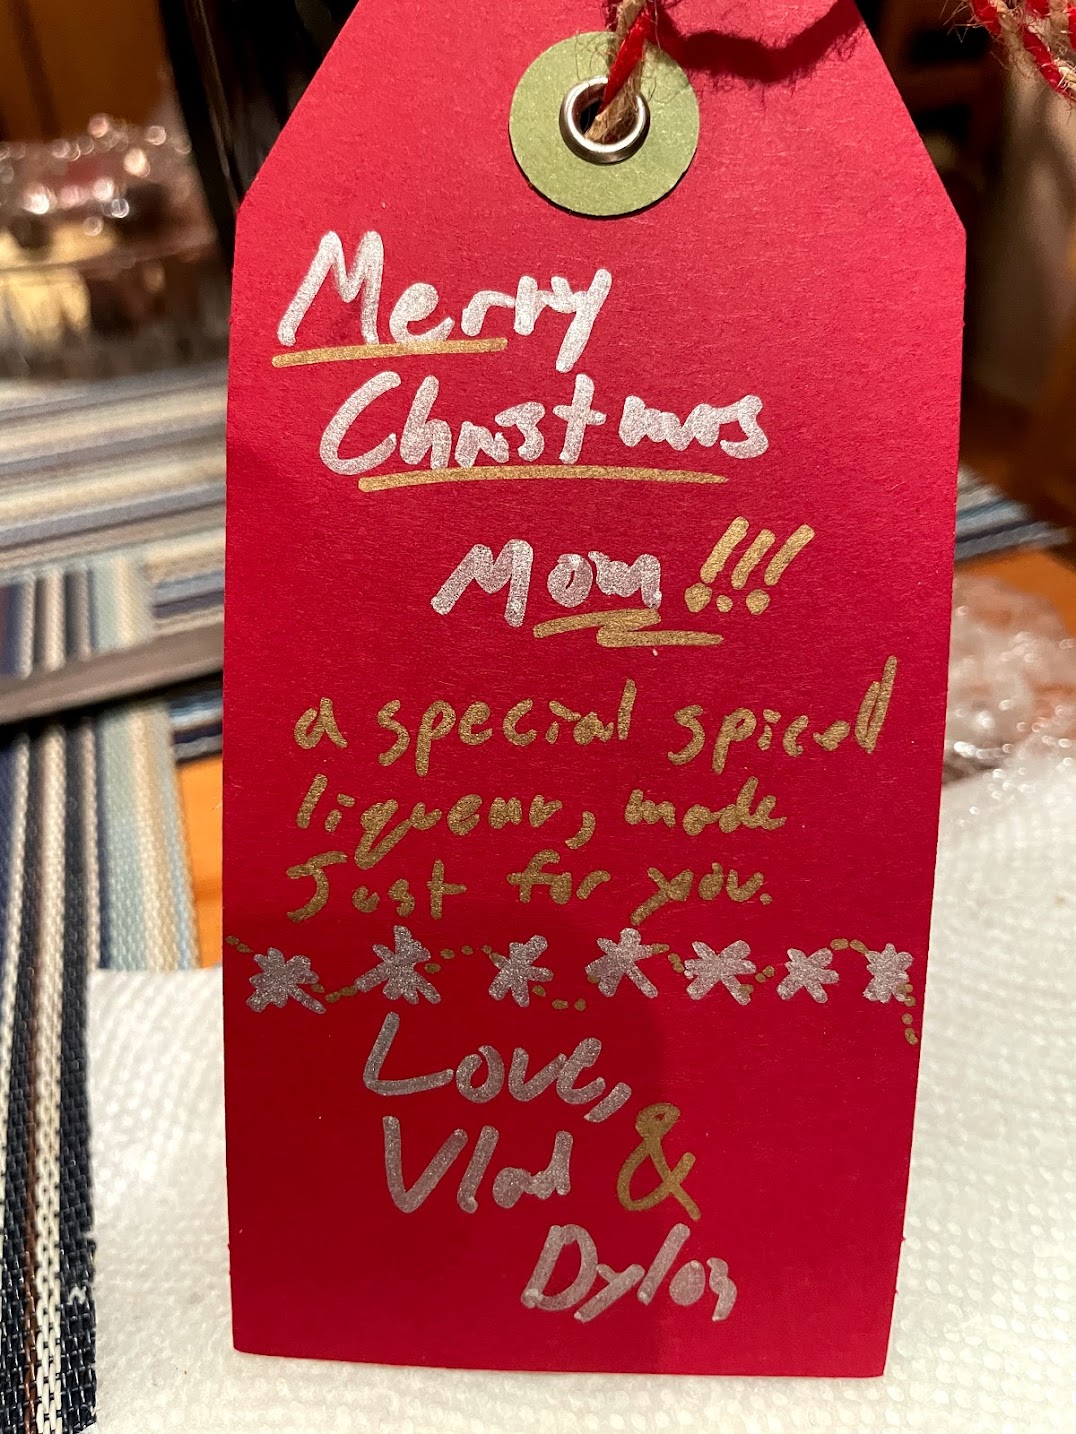 Merry
Christmas
Mom!!!
a special spiced
liqueur, made
just for you.
Love,
Vlad &
Dylan